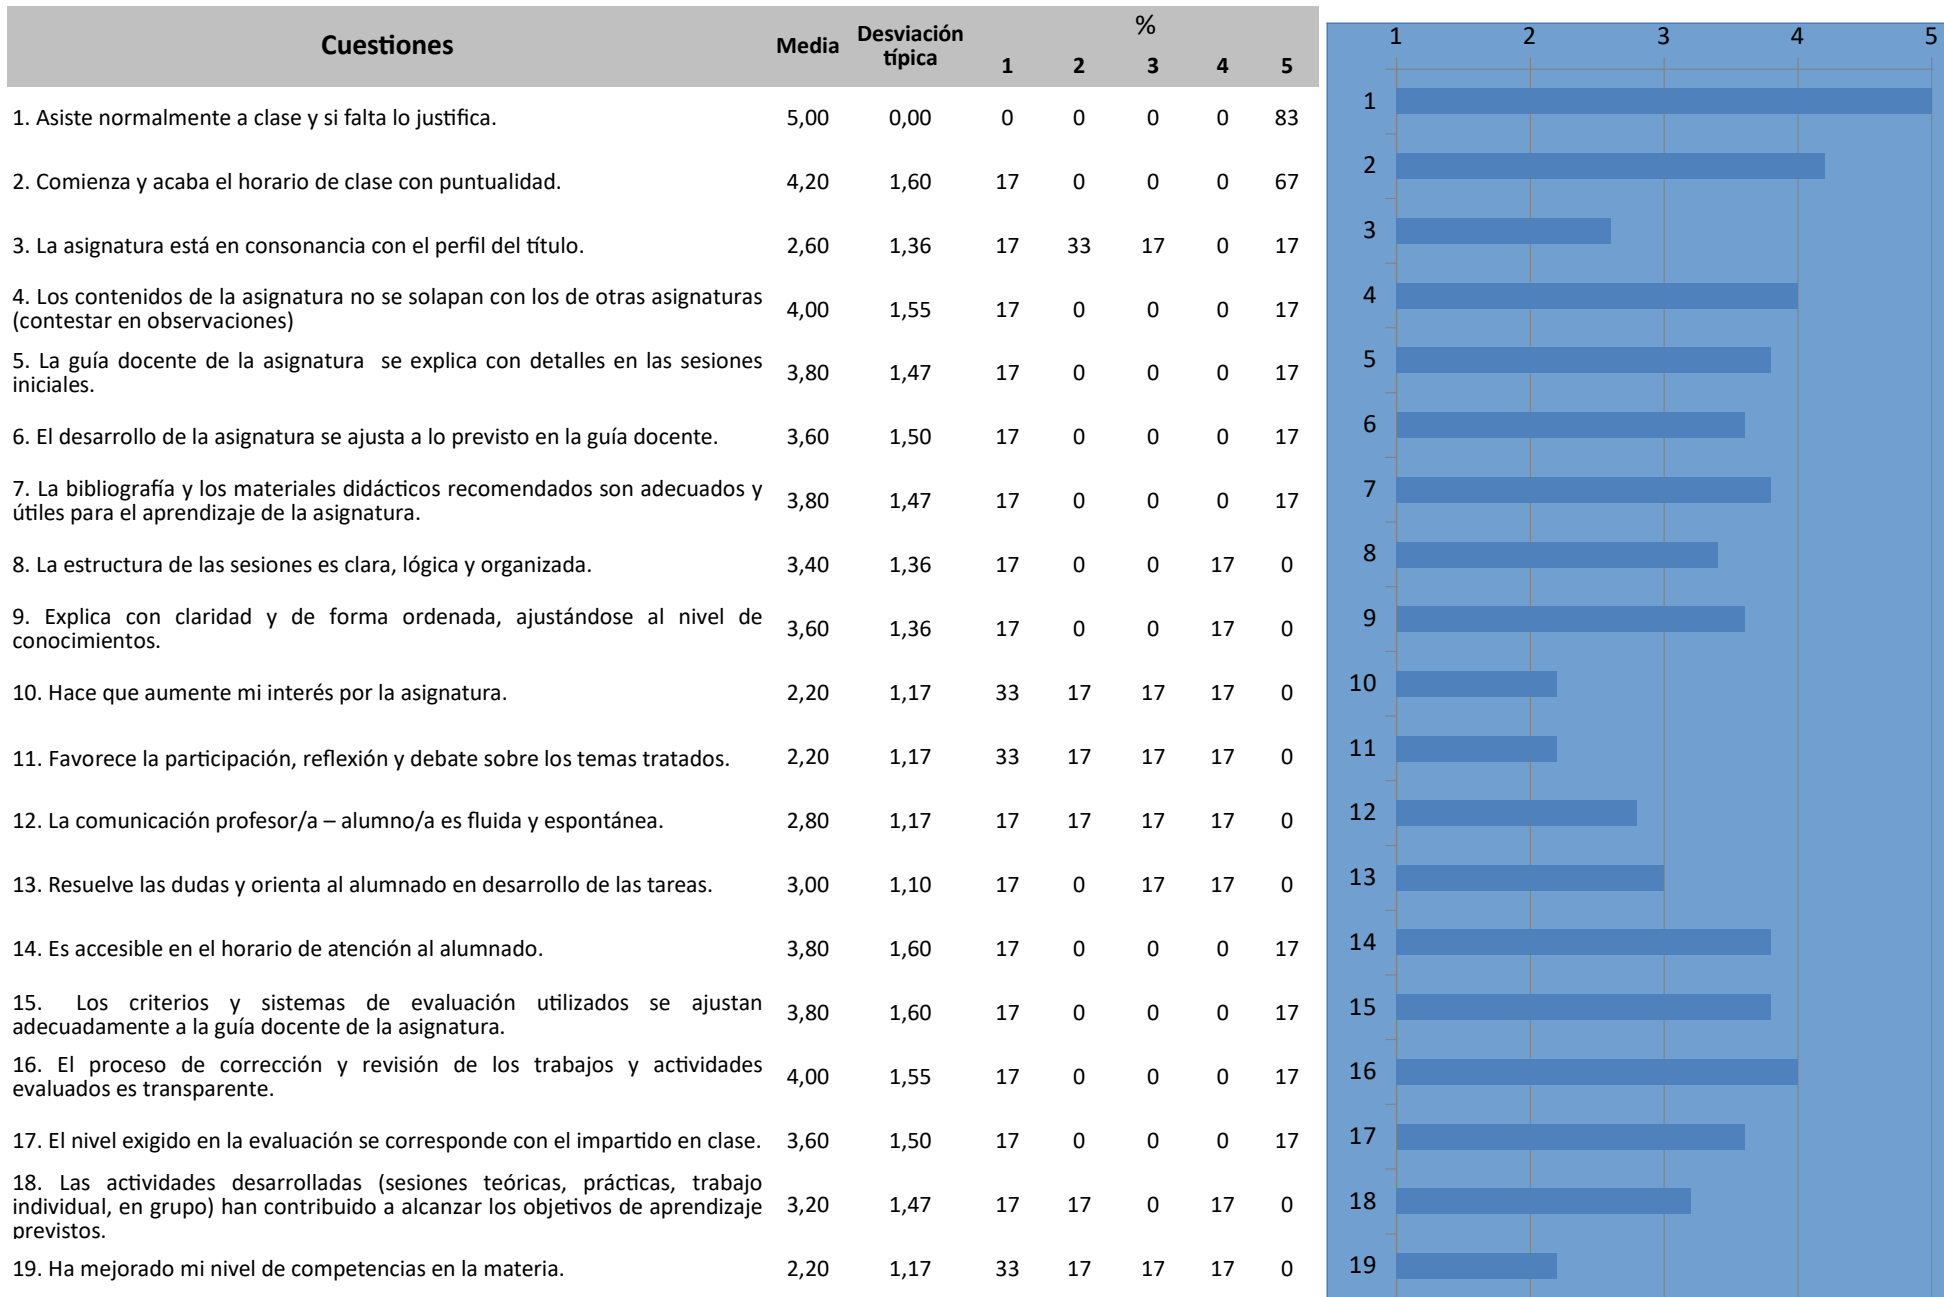 Cuestiones Media Desviación típica %
1 2 3 4 5
1. Asiste normalmente a clase y si falta lo justifica. 5,00 0,00 0 0 0 0 83
2. Comienza y acaba el horario de clase con puntualidad. 4,20 1,60 17 0 0 0 67
3. La asignatura está en consonancia con el perfil del título. 2,60 1,36 17 33 17 0 17
4. Los contenidos de la asignatura no se solapan con los de otras asignaturas
(contestar en observaciones) 4,00 1,55 17 0 0 0 17
5. La guía docente de la asignatura se explica con detalles en las sesiones
iniciales. 3,80 1,47 17 0 0 0 17
6. El desarrollo de la asignatura se ajusta a lo previsto en la guía docente. 3,60 1,50 17 0 0 0 17
7. La bibliografía y los materiales didácticos recomendados son adecuados y
útiles para el aprendizaje de la asignatura. 3,80 1,47 17 0 0 0 17
8. La estructura de las sesiones es clara, lógica y organizada. 3,40 1,36 17 0 0 17 0
9. Explica con claridad y de forma ordenada, ajustándose al nivel de
conocimientos. 3,60 1,36 17 0 0 17 0
10. Hace que aumente mi interés por la asignatura. 2,20 1,17 33 17 17 17 0
11. Favorece la participación, reflexión y debate sobre los temas tratados. 2,20 1,17 33 17 17 17 0
12. La comunicación profesor/a – alumno/a es fluida y espontánea. 2,80 1,17 17 17 17 17 0
13. Resuelve las dudas y orienta al alumnado en desarrollo de las tareas. 3,00 1,10 17 0 17 17 0
14. Es accesible en el horario de atención al alumnado. 3,80 1,60 17 0 0 0 17
15. Los criterios y sistemas de evaluación utilizados se ajustan
adecuadamente a la guía docente de la asignatura. 3,80 1,60 17 0 0 0 17
16. El proceso de corrección y revisión de los trabajos y actividades
evaluados es transparente. 4,00 1,55 17 0 0 0 17
17. El nivel exigido en la evaluación se corresponde con el impartido en clase. 3,60 1,50 17 0 0 0 17
18. Las actividades desarrolladas (sesiones teóricas, prácticas, trabajo
individual, en grupo) han contribuido a alcanzar los objetivos de aprendizaje
previstos. 3,20 1,47 17 17 0 17 0
19. Ha mejorado mi nivel de competencias en la materia. 2,20 1,17 33 17 17 17 0
1 2 3 4 5
1
2
3
4
5
6
7
8
9
10
11
12
13
14
15
16
17
18
19